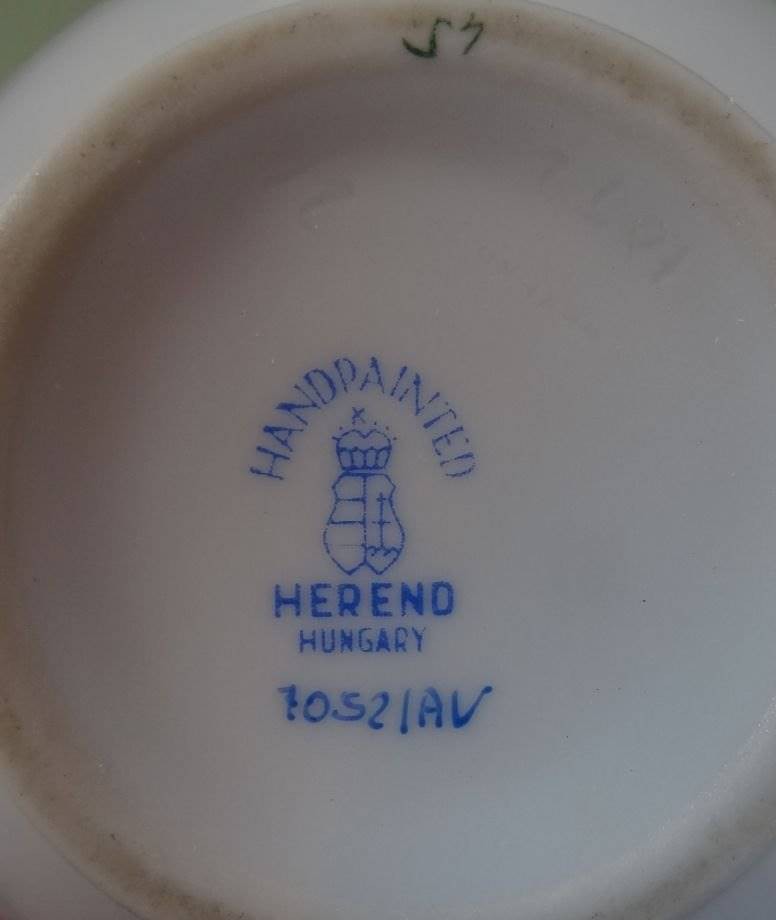 HANDPAINTED
HEREND
HUNGARY
7052/AV